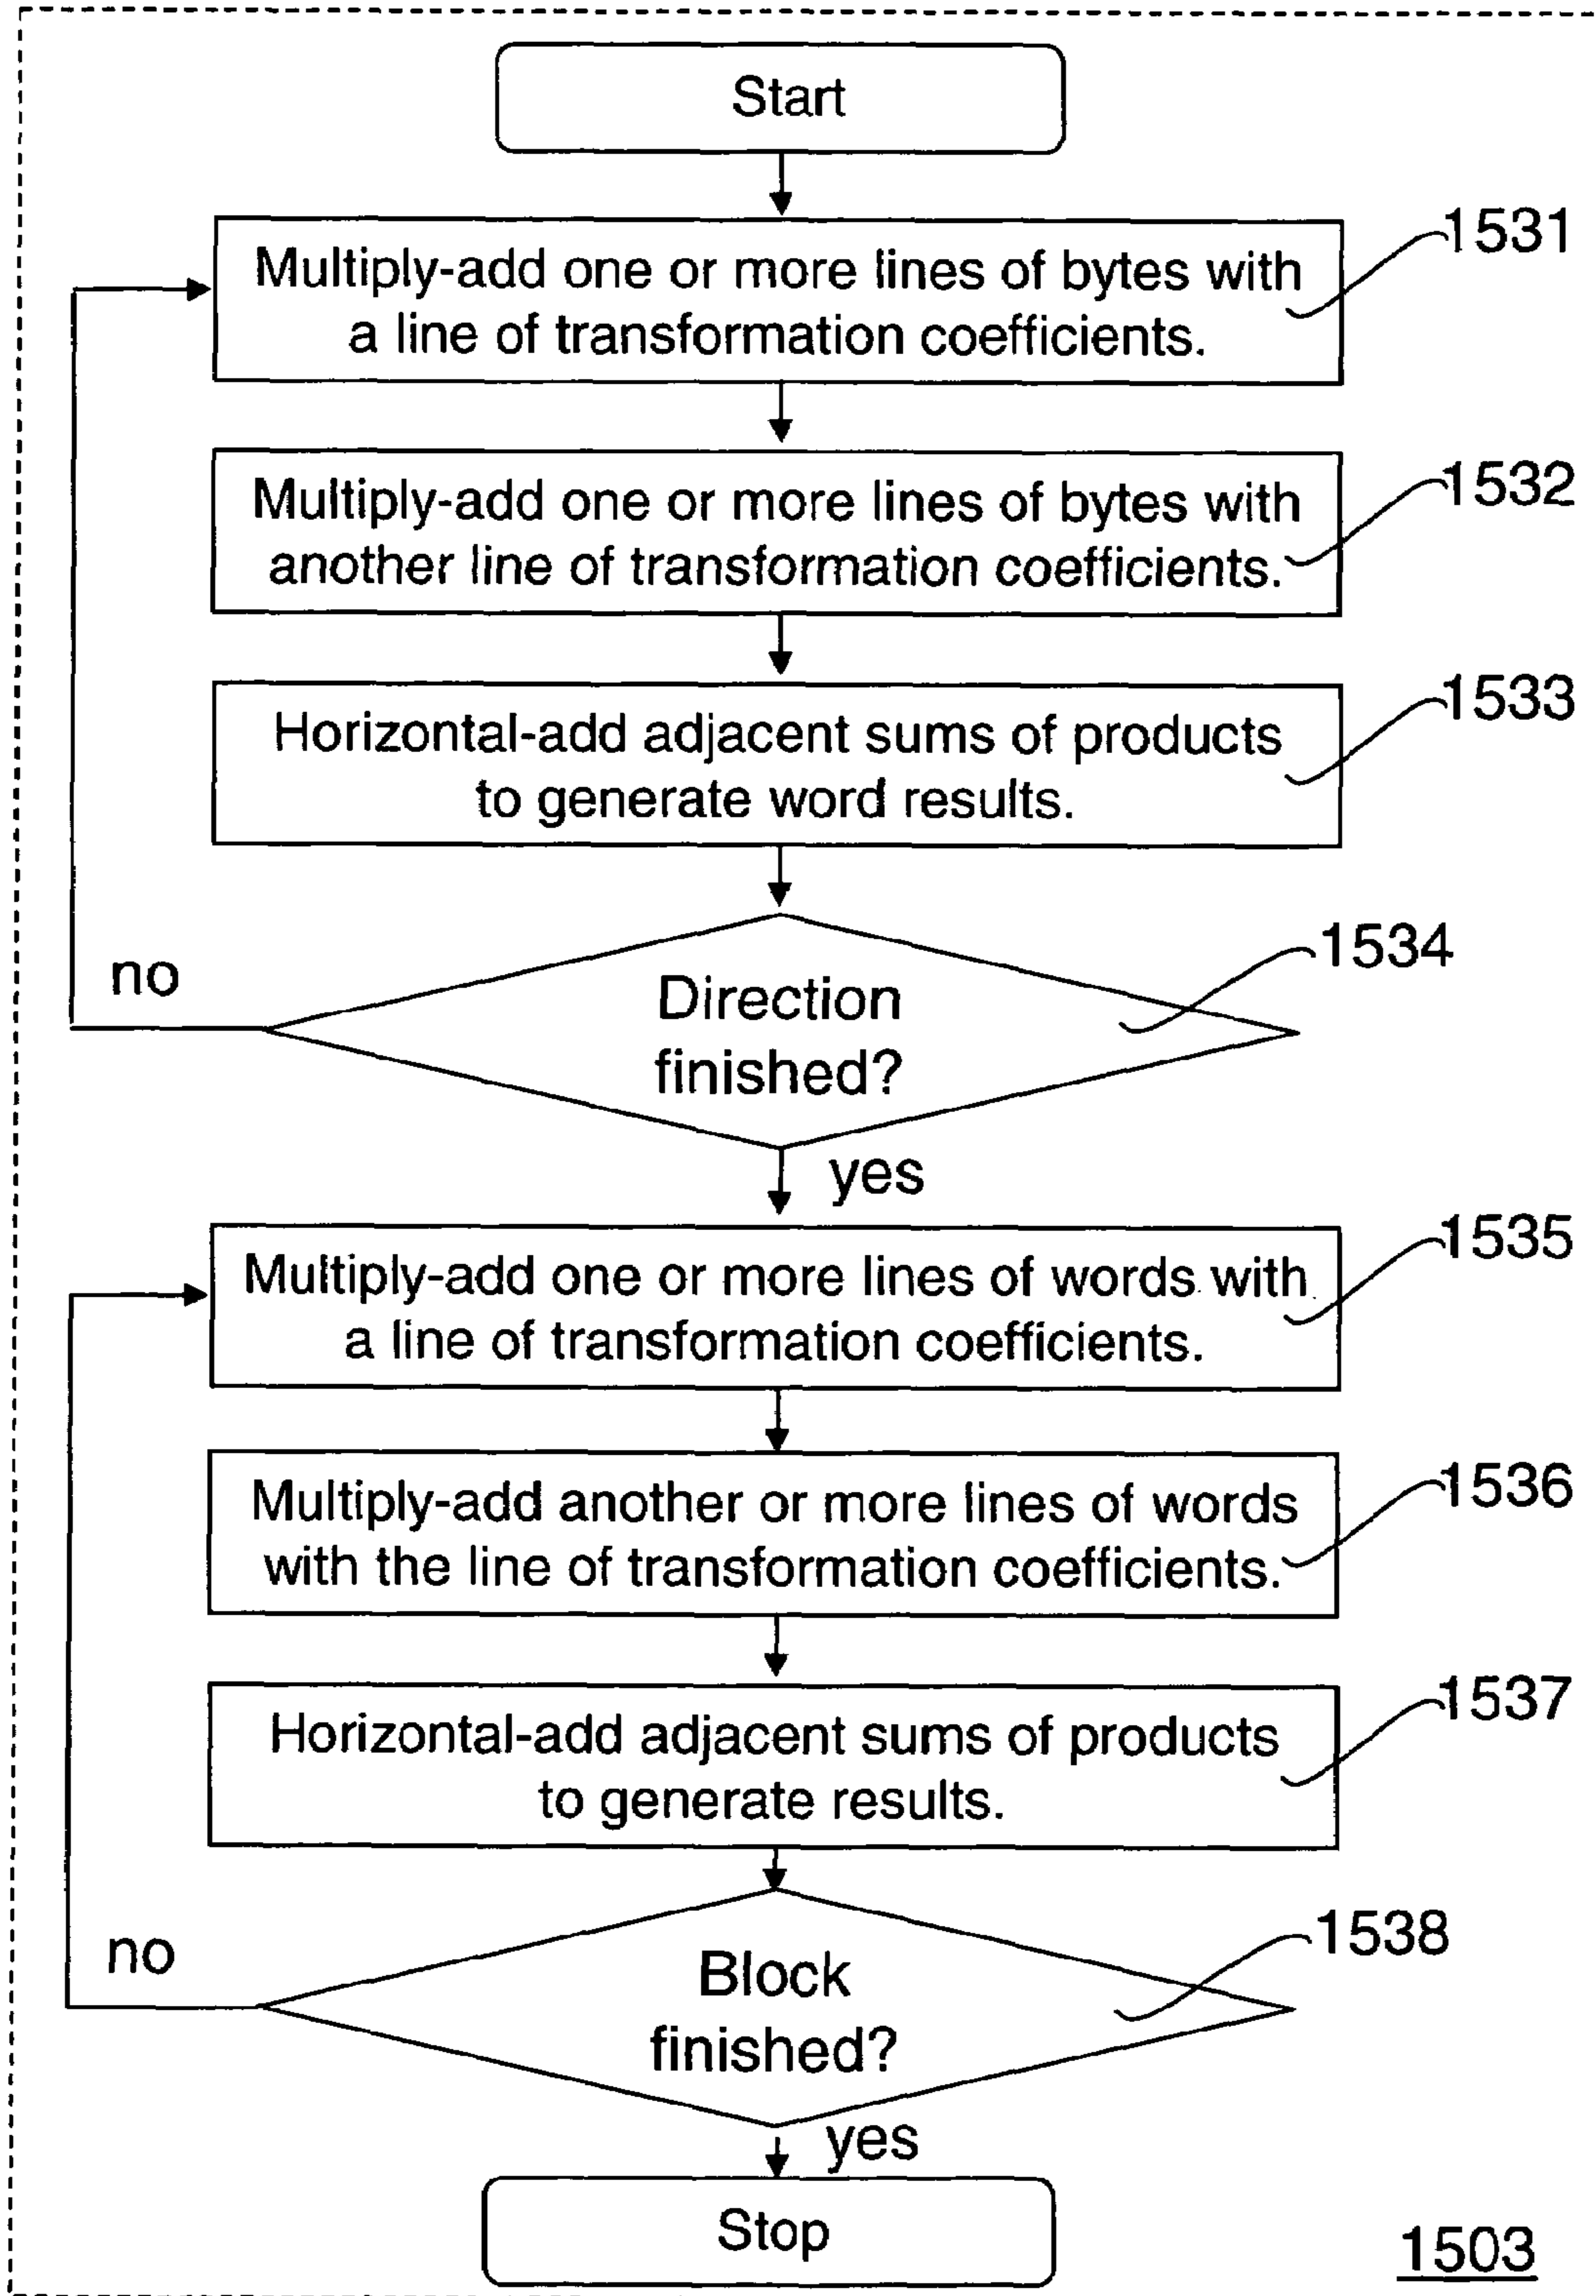 Start
Multiply-add one or more lines of bytes with
a line of transformation coefficients.
1531
Multiply-add one or more lines of bytes with
another line of transformation coefficients.
1532
Horizontal-add adjacent sums of products
to generate word results.
1533
Direction
finished?
1534
no
yes
Multiply-add one or more lines of words with
a line of transformation coefficients.
1535
Multiply-add another or more lines of words
with the line of transformation coefficients.
1536
Horizontal-add adjacent sums of products
to generate results.
1537
Block
finished?
1538
no
yes
Stop
1503